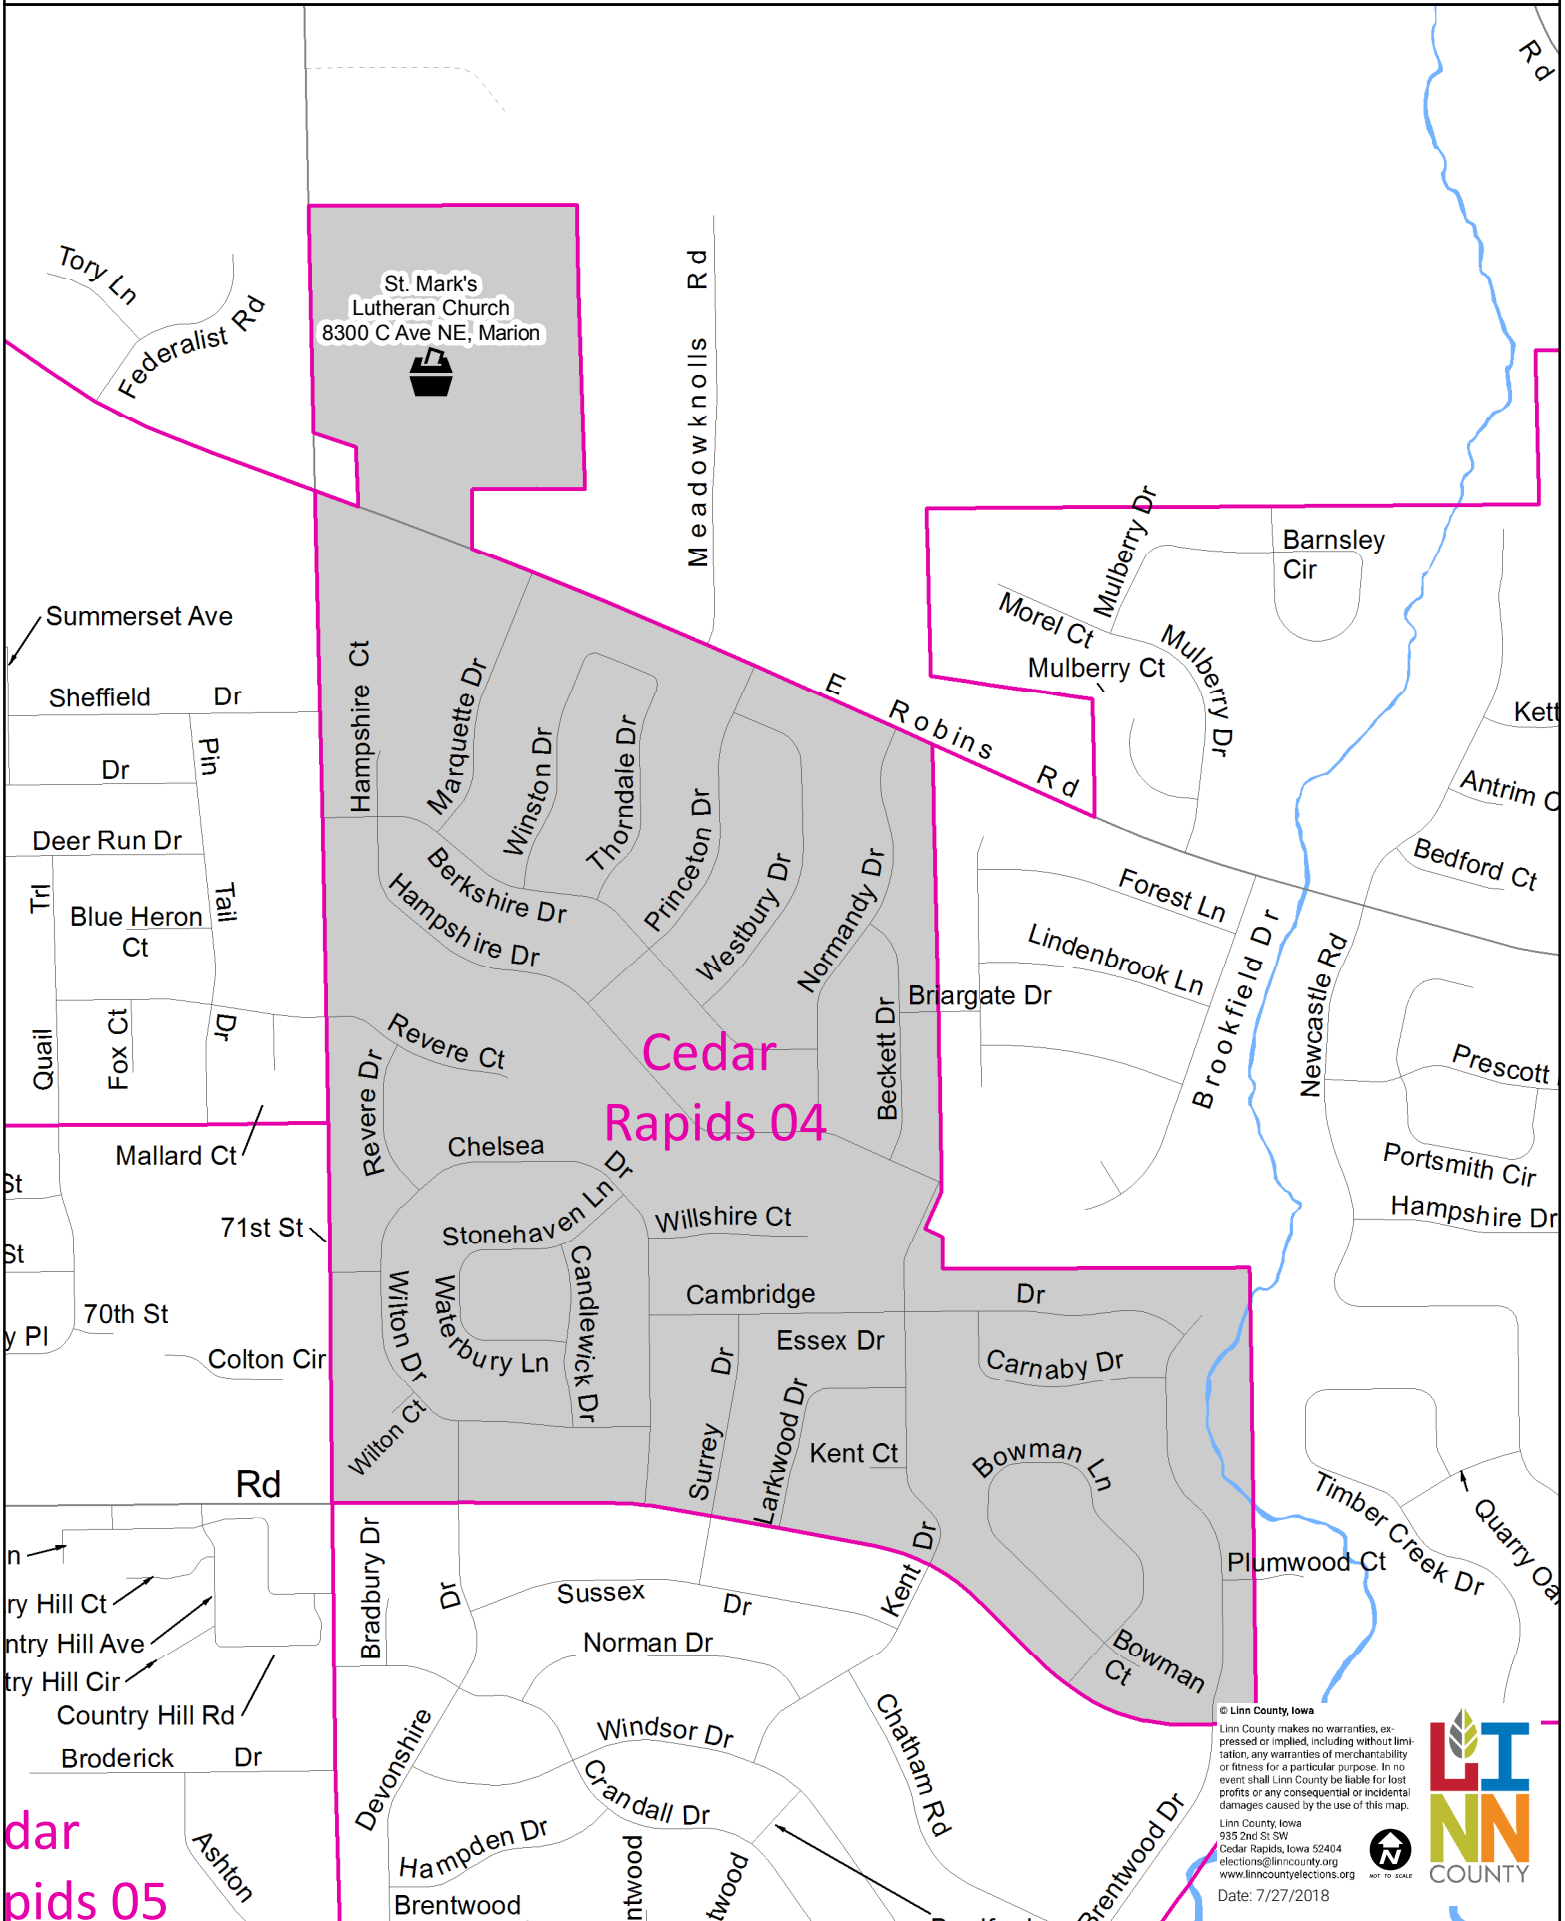 Rd
Tory Ln
Federalist Rd
St. Mark's
Lutheran Church
8300 C Ave NE, Marion
Meadowknolls Rd
Mulberry Dr
Barnsley
Cir
Morel Ct
Mulberry Dr
Mulberry Ct
Summerset Ave
Sheffield Dr
Dr
Pin
Tail
Dr
Deer Run Dr
Trl
Quail
Blue Heron
Ct
Fox Ct
Mallard Ct
Hampshire Ct
Marquette Dr
Winston Dr
Thorndale Dr
Princeton Dr
Westbury Dr
Normandy Dr
E Robins Rd
Kett
Antrim C
Bedford Ct
Berkshire Dr
Hampshire Dr
Forest Ln
Lindenbrook Ln
Brookfield Dr
Newcastle Rd
Briargate Dr
Beckett Dr
Revere Ct
Revere Dr
Cedar
Rapids 04
Prescott
Portsmith Cir
Hampshire Dr
Chelsea Dr
Stonehaven Ln
Willshire Ct
71st St
St
St
70th St
y Pl
Colton Cir
Wilton Dr
Waterbury Ln
Candlewick Dr
Wilton Ct
Cambridge Dr
Essex Dr
Surrey Dr
Larkwood Dr
Kent Ct
Carnaby Dr
Bowman Ln
Rd
Timber Creek Dr
Quarry Oa
Plumwood Ct
n
ry Hill Ct
ntry Hill Ave
try Hill Cir
Country Hill Rd
Broderick Dr
Bradbury Dr
Devonshire Dr
Sussex Dr
Kent Dr
Norman Dr
Bowman
Ct
Windsor Dr
Crandall Dr
Chatham Rd
Hampden Dr
Brentwood
ntwood
twood
Brentwood Dr
Ashton
dar
pids 05
© Linn County, Iowa
Linn County makes no warranties, ex-
pressed or implied, including without limi-
tation, any warranties of merchantability
or fitness for a particular purpose. In no
event shall Linn County be liable for lost
profits or any consequential or incidental
damages caused by the use of this map.
Linn County, Iowa
935 2nd St SW
Cedar Rapids, Iowa 52404
elections@linncounty.org
www.linncountyelections.org
Date: 7/27/2018
N
NOT TO SCALE
LINN
COUNTY